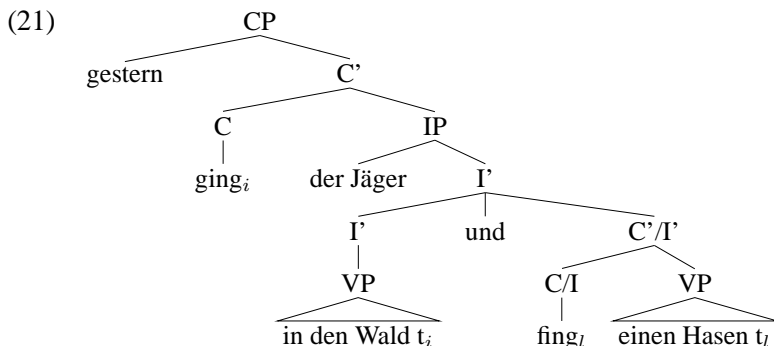 (21) CP
gestern C'
C IP
ging_i der Jäger I'
I' und C'/I'
VP C/I VP
in den Wald t_i fing_l einen Hasen t_l